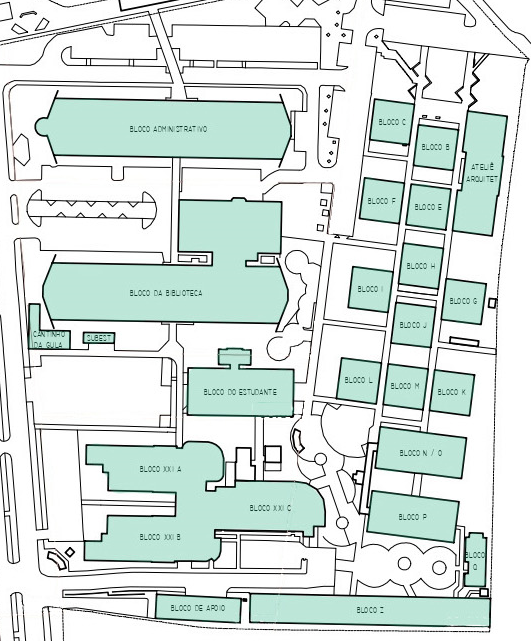 BLOCO C
BLOCO ADMINISTRATIVO
BLOCO B
ATELIÊ
ARQUITET.
BLOCO F
BLOCO E
BLOCO H
BLOCO I
BLOCO DA BIBLIOTECA
BLOCO G
BLOCO J
CANTINHO
DA GULA
SUBEST.
BLOCO L
BLOCO M
BLOCO K
BLOCO DO ESTUDANTE
BLOCO N / O
BLOCO XXI A
BLOCO XXI C
BLOCO P
BLOCO XXI B
BLOCO
Q
BLOCO DE APOIO
BLOCO Z